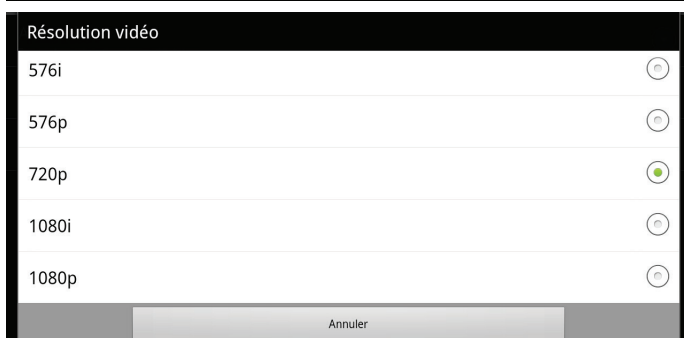 Résolution vidéo
576i
576p
720p
1080i
1080p
Annuler